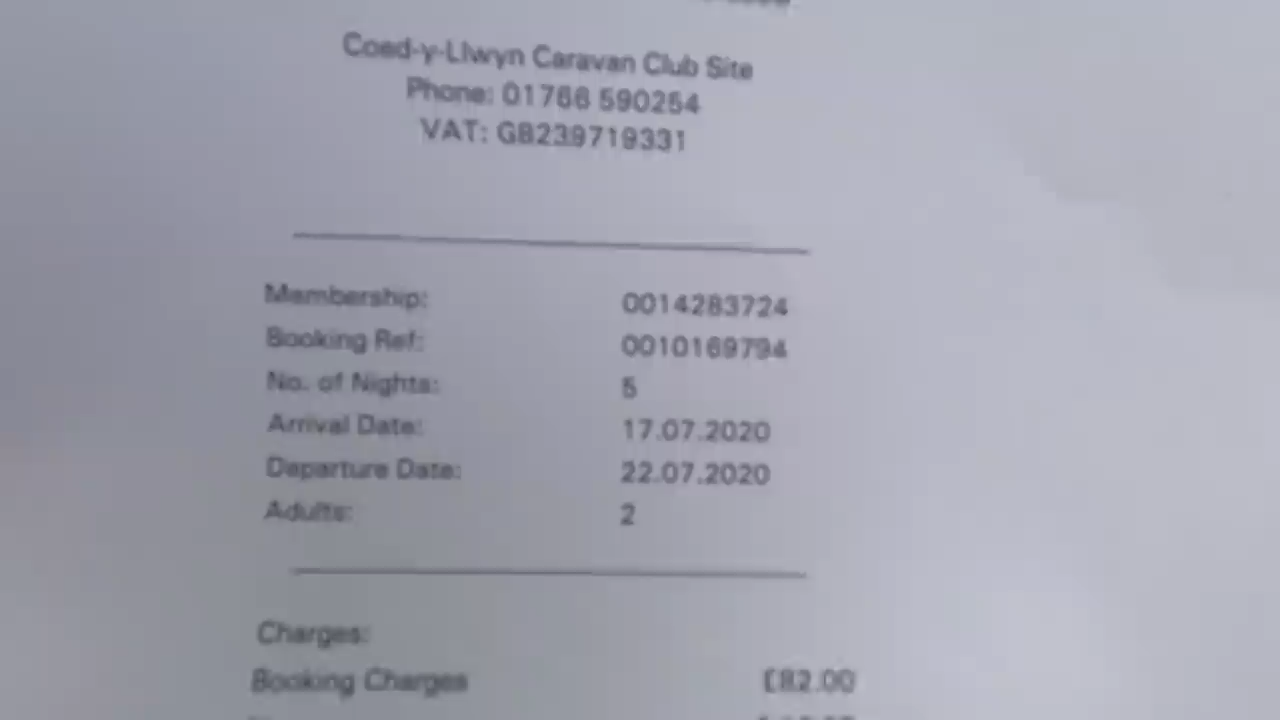 Coed-y-Llwyn Caravan Club Site
Phone: 01766 590254
VAT: GB239719331
Membership: 0014283724
Booking Ref: 0010169794
No. of Nights: 5
Arrival Date: 17.07.2020
Departure Date: 22.07.2020
Adults: 2
Charges:
Booking Charges £82.00